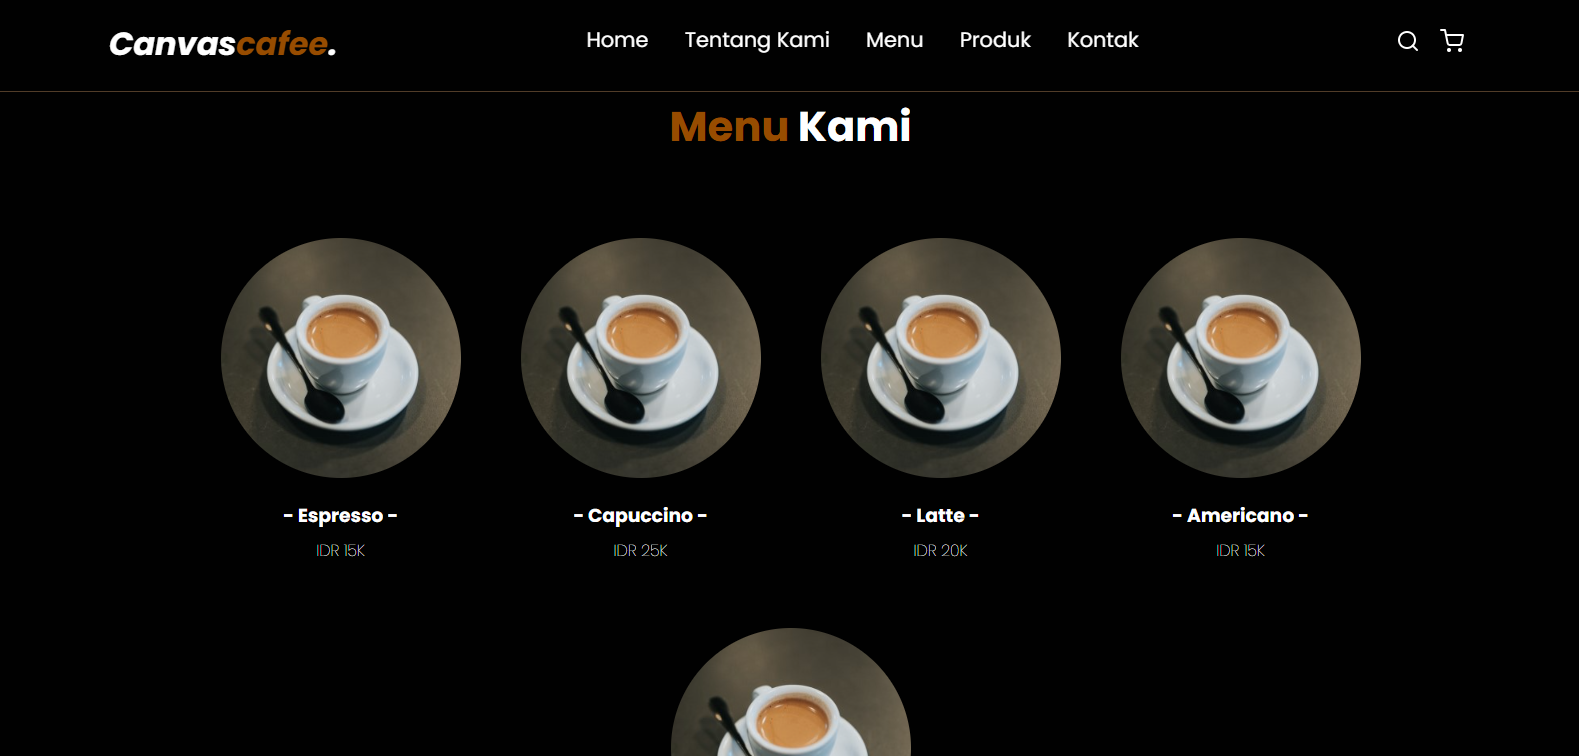 Canvascafee.
Home Tentang Kami Menu Produk Kontak
Menu Kami
- Espresso - - Capuccino - - Latte - - Americano -
IDR 15K IDR 25K IDR 20K IDR 15K